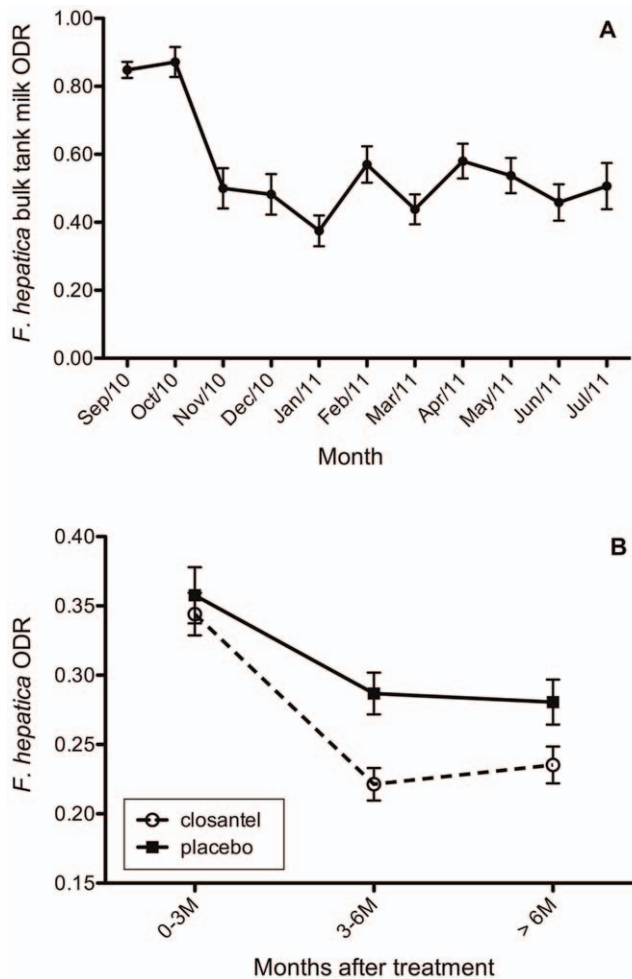 A
F. hepatica bulk tank milk ODR
1.00
0.80
0.60
0.40
0.20
0.00
Sep/10
Oct/10
Nov/10
Dec/10
Jan/11
Feb/11
Mar/11
Apr/11
May/11
Jun/11
Jul/11
Month
B
F. hepatica ODR
0.40
0.35
0.30
0.25
0.20
0.15
closantel
placebo
0-3M
3-6M
> 6M
Months after treatment